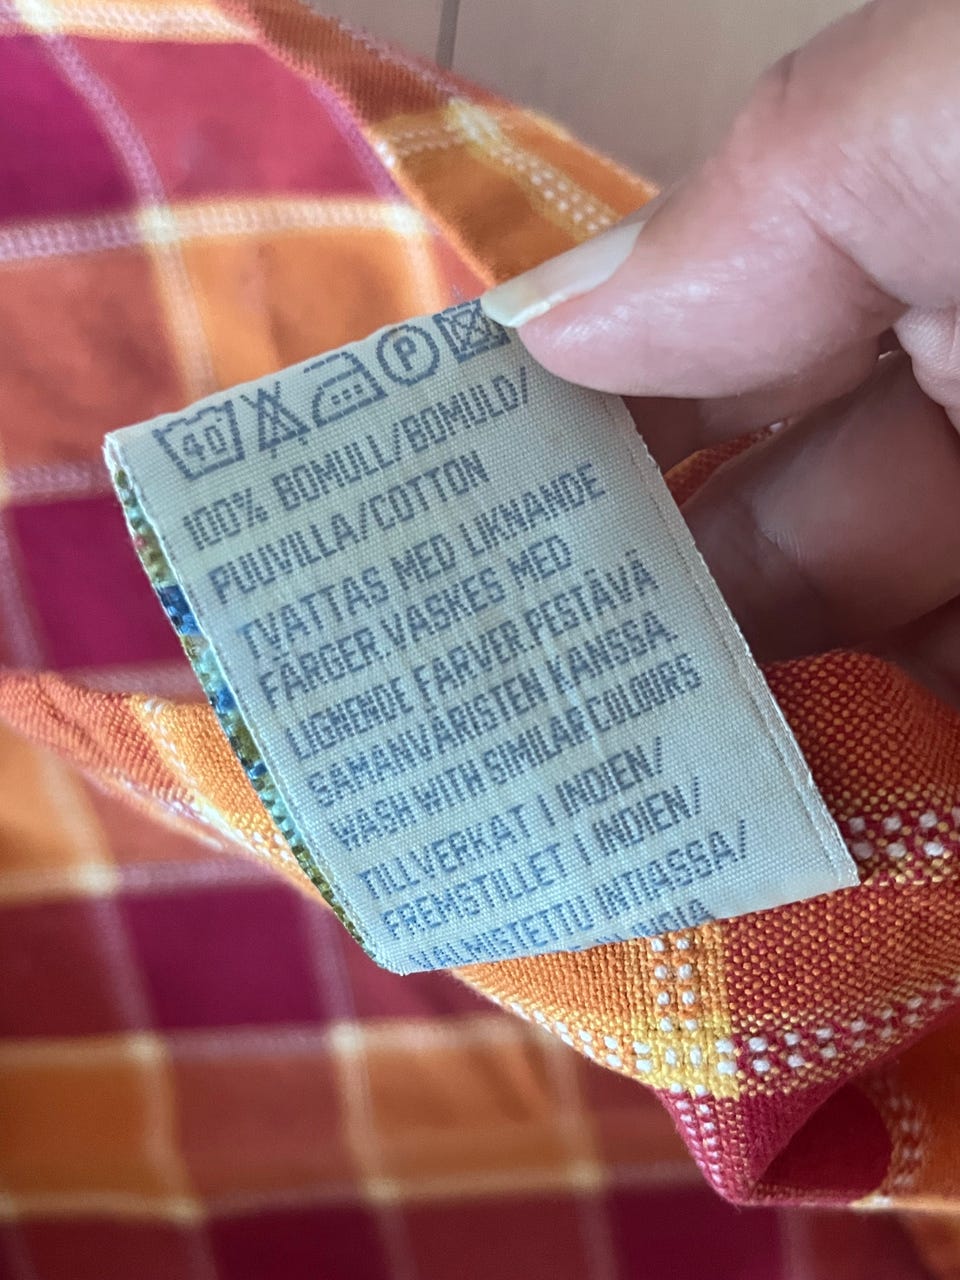 40 P
100% BOMULL/BOMULD/
PUUVILLA/COTTON
TVÄTTAS MED LIKNANDE
FÄRGER.VASKES MED
LIGNENDE FARVER.PESTÄVÄ
SAMANVÄRISTEN KANSSA.
WASH WITH SIMILAR COLOURS
TILLVERKAT I INDIEN/
FREMSTILLET I INDIEN/
VALMISTETTU INTIASSA/